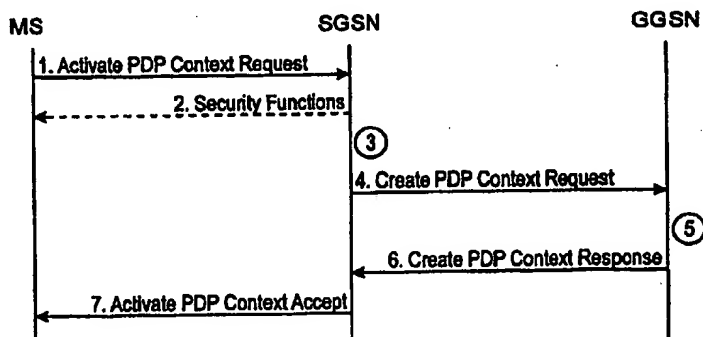 MS SGSN GGSN
1. Activate PDP Context Request
2. Security Functions
3
4. Create PDP Context Request
5
6. Create PDP Context Response
7. Activate PDP Context Accept